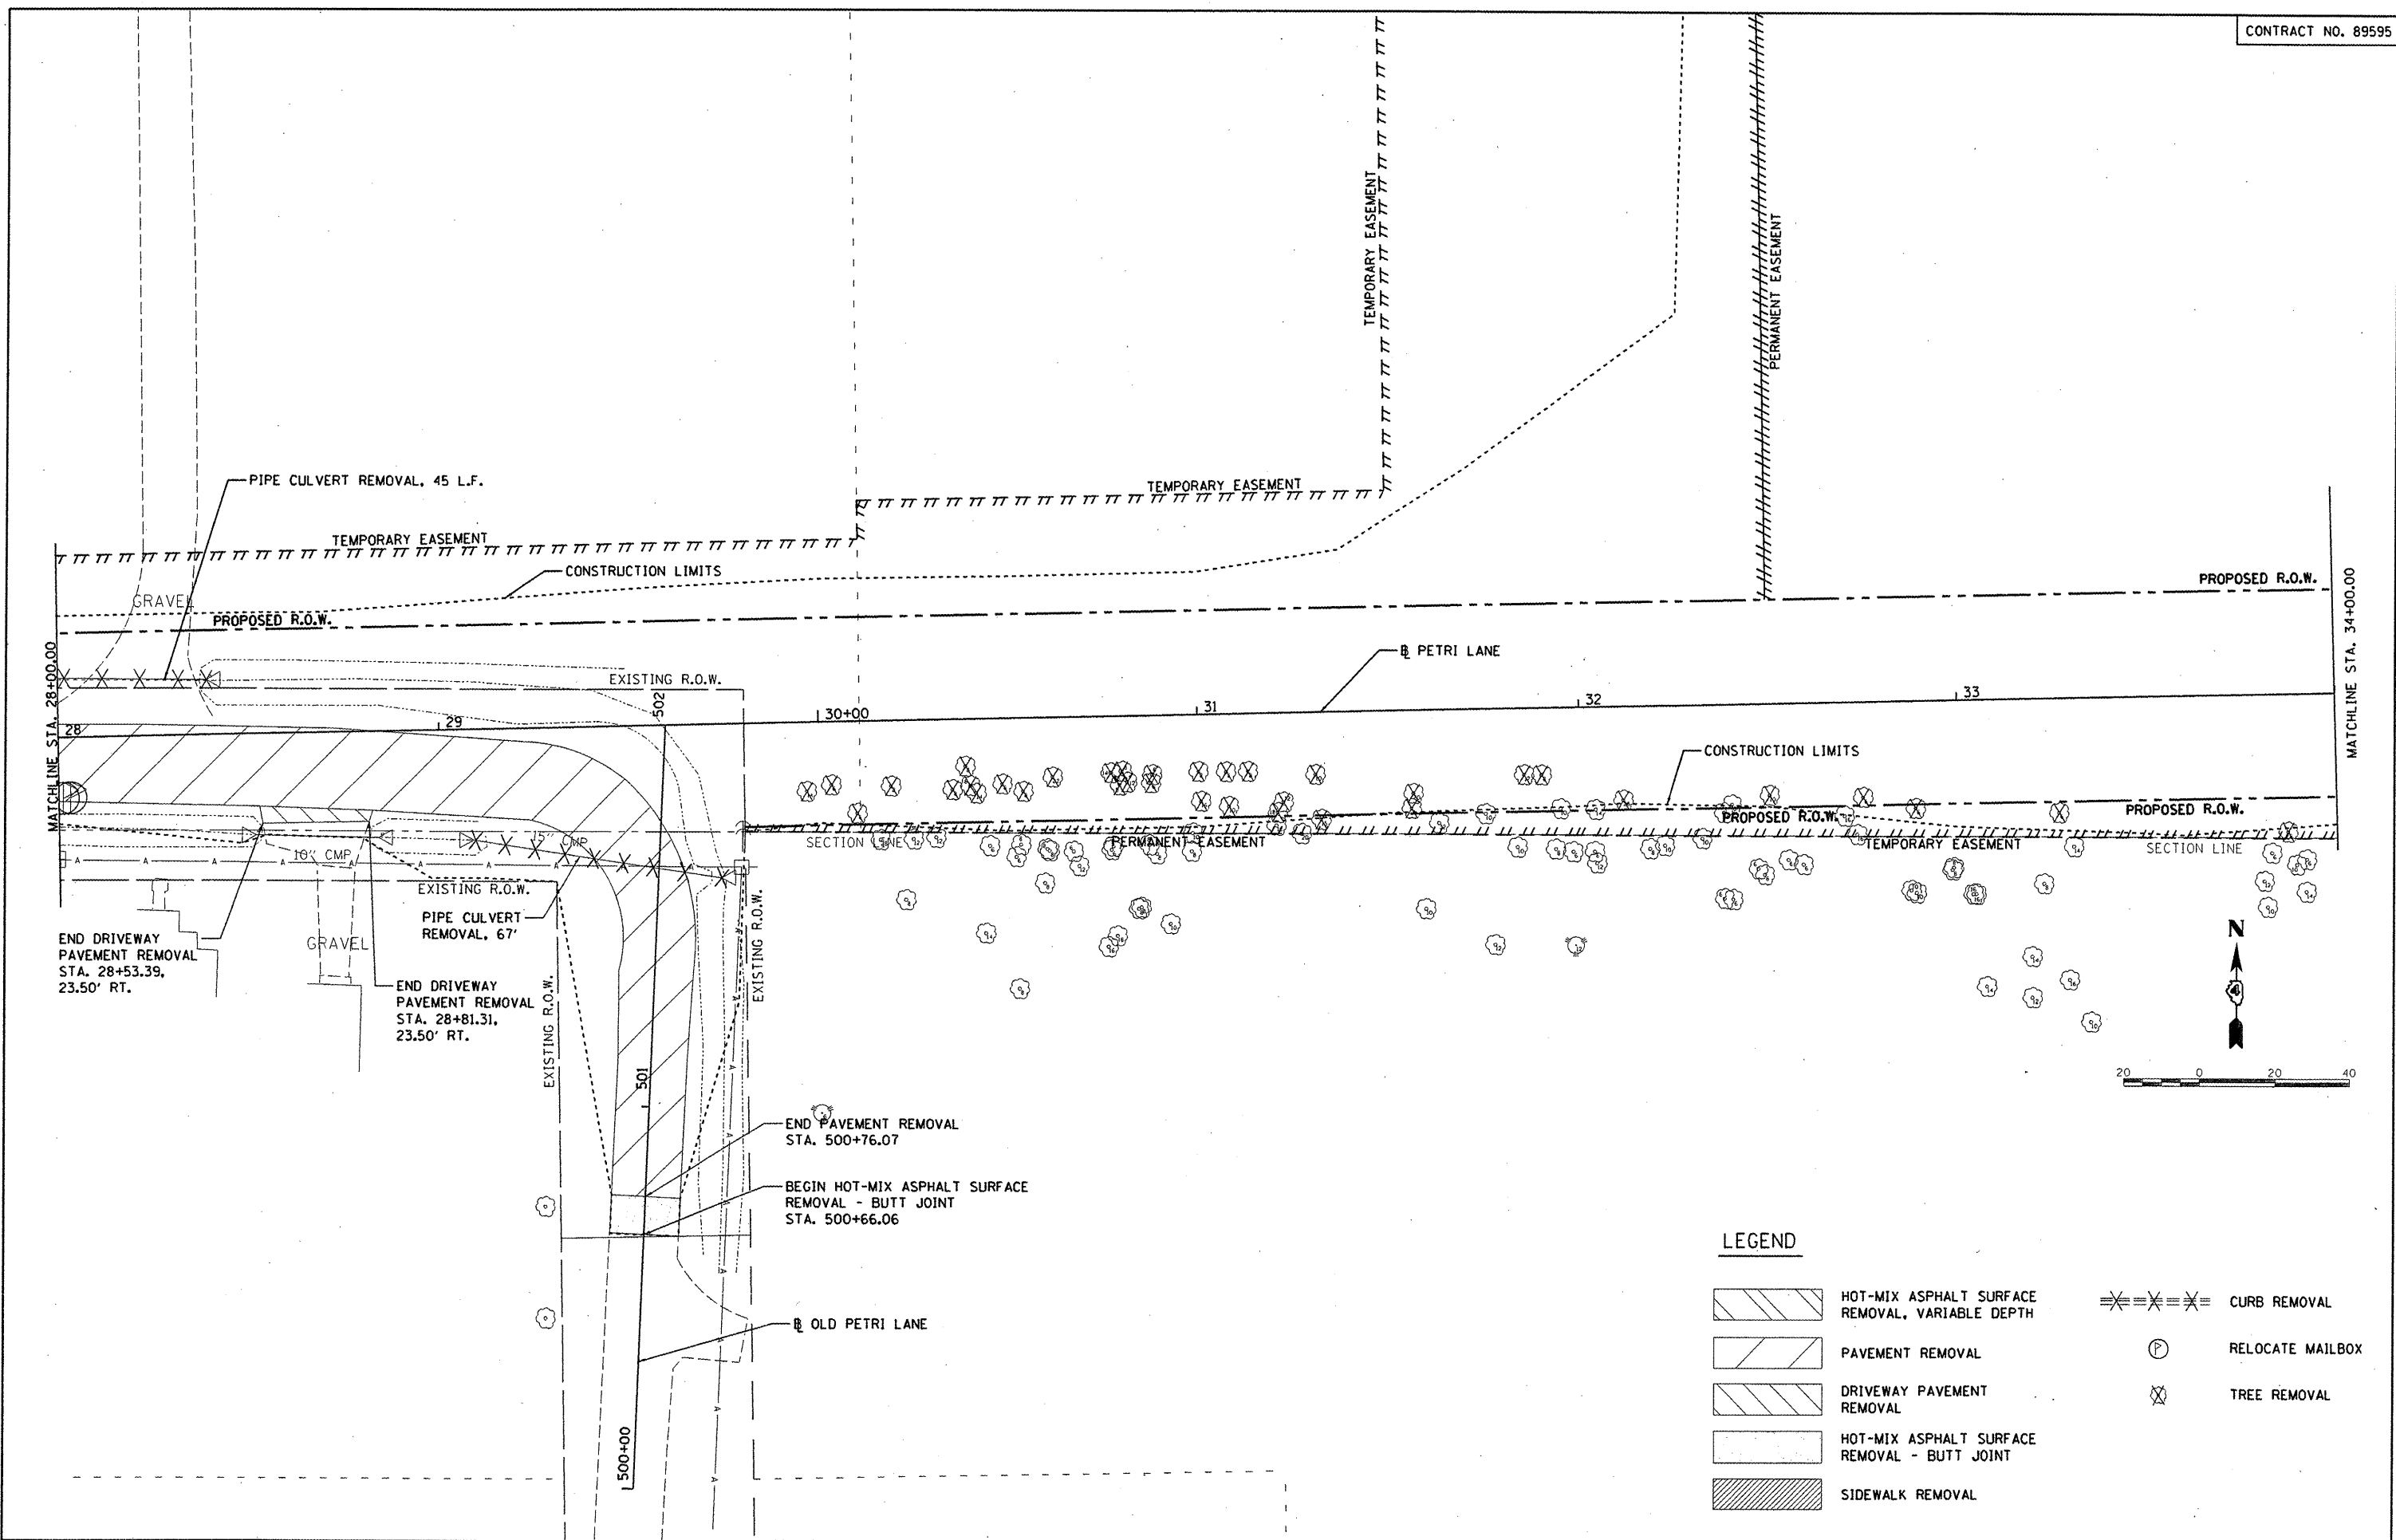 CONTRACT NO. 89595
TEMPORARY EASEMENT
PERMANENT EASEMENT
PIPE CULVERT REMOVAL, 45 L.F.
TEMPORARY EASEMENT
TEMPORARY EASEMENT
CONSTRUCTION LIMITS
GRAVEL
PROPOSED R.O.W.
PROPOSED R.O.W.
MATCHLINE STA. 28+00.00
MATCHLINE STA. 34+00.00
PETRI LANE
EXISTING R.O.W.
28
29
502
30+00
31
32
33
CONSTRUCTION LIMITS
PROPOSED R.O.W.
PROPOSED R.O.W.
15" CMP
10" CMP
SECTION LINE
PERMANENT EASEMENT
TEMPORARY EASEMENT
SECTION LINE
EXISTING R.O.W.
PIPE CULVERT
REMOVAL, 67'
EXISTING R.O.W.
EXISTING R.O.W.
GRAVEL
END DRIVEWAY
PAVEMENT REMOVAL
STA. 28+53.39,
23.50' RT.
END DRIVEWAY
PAVEMENT REMOVAL
STA. 28+81.31,
23.50' RT.
N
4
20 0 20 40
501
END PAVEMENT REMOVAL
STA. 500+76.07
BEGIN HOT-MIX ASPHALT SURFACE
REMOVAL - BUTT JOINT
STA. 500+66.06
OLD PETRI LANE
500+00
LEGEND
HOT-MIX ASPHALT SURFACE
REMOVAL, VARIABLE DEPTH
PAVEMENT REMOVAL
DRIVEWAY PAVEMENT
REMOVAL
HOT-MIX ASPHALT SURFACE
REMOVAL - BUTT JOINT
SIDEWALK REMOVAL
CURB REMOVAL
P RELOCATE MAILBOX
TREE REMOVAL